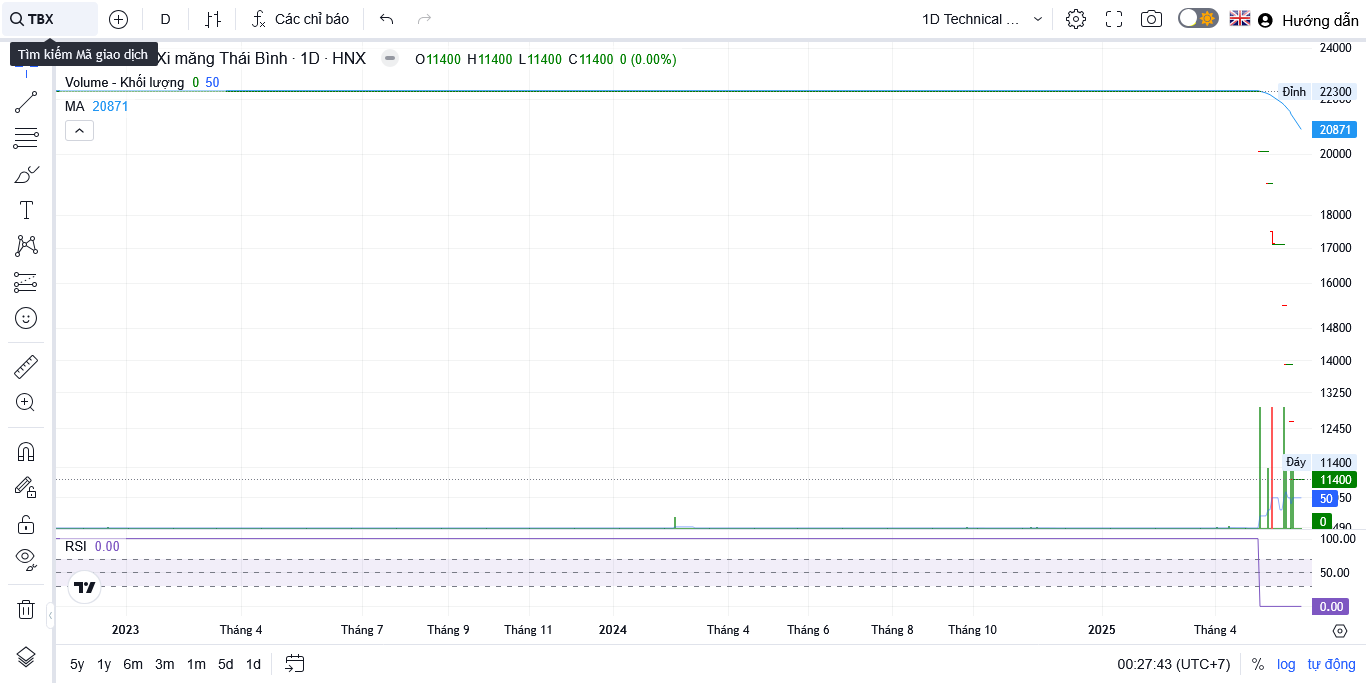 TBX
D
Các chỉ báo
1D Technical ...
Hướng dẫn
Tìm kiếm Mã giao dịch
Xi măng Thái Bình · 1D · HNX
O11400 H11400 L11400 C11400 0 (0.00%)
Volume - Khối lượng 0 50
MA 20871
24000
Đỉnh 22300
22000
20871
20000
18000
17000
16000
14800
14000
13250
12450
Đáy 11400
11400
50
0
RSI 0.00
100.00
50.00
0.00
2023 Tháng 4 Tháng 7 Tháng 9 Tháng 11 2024 Tháng 4 Tháng 6 Tháng 8 Tháng 10 2025 Tháng 4
5y 1y 6m 3m 1m 5d 1d
00:27:43 (UTC+7) % log tự động